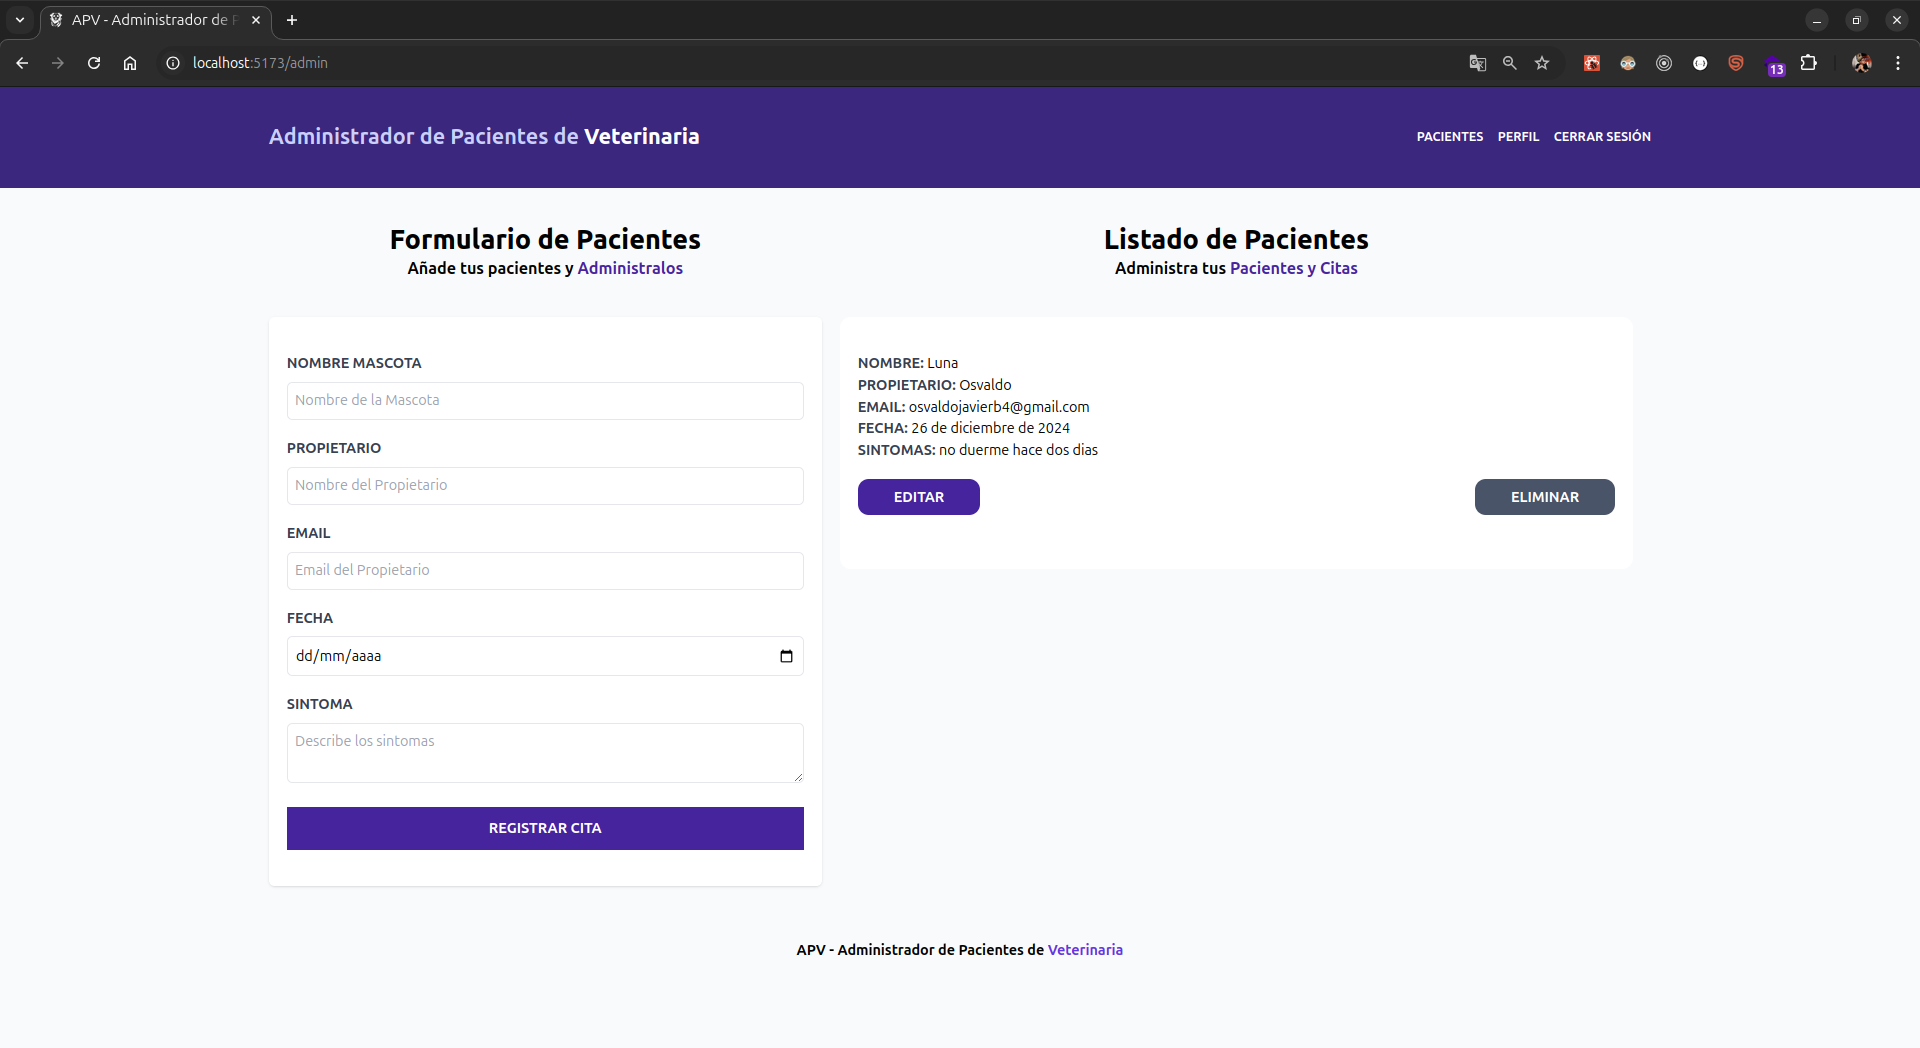 APV - Administrador de P
localhost:5173/admin
13
Administrador de Pacientes de Veterinaria
PACIENTES PERFIL CERRAR SESIÓN
Formulario de Pacientes
Añade tus pacientes y Administralos
NOMBRE MASCOTA
Nombre de la Mascota
PROPIETARIO
Nombre del Propietario
EMAIL
Email del Propietario
FECHA
dd/mm/aaaa
SINTOMA
Describe los sintomas
REGISTRAR CITA
Listado de Pacientes
Administra tus Pacientes y Citas
NOMBRE: Luna
PROPIETARIO: Osvaldo
EMAIL: osvaldojavierb4@gmail.com
FECHA: 26 de diciembre de 2024
SINTOMAS: no duerme hace dos dias
EDITAR
ELIMINAR
APV - Administrador de Pacientes de Veterinaria